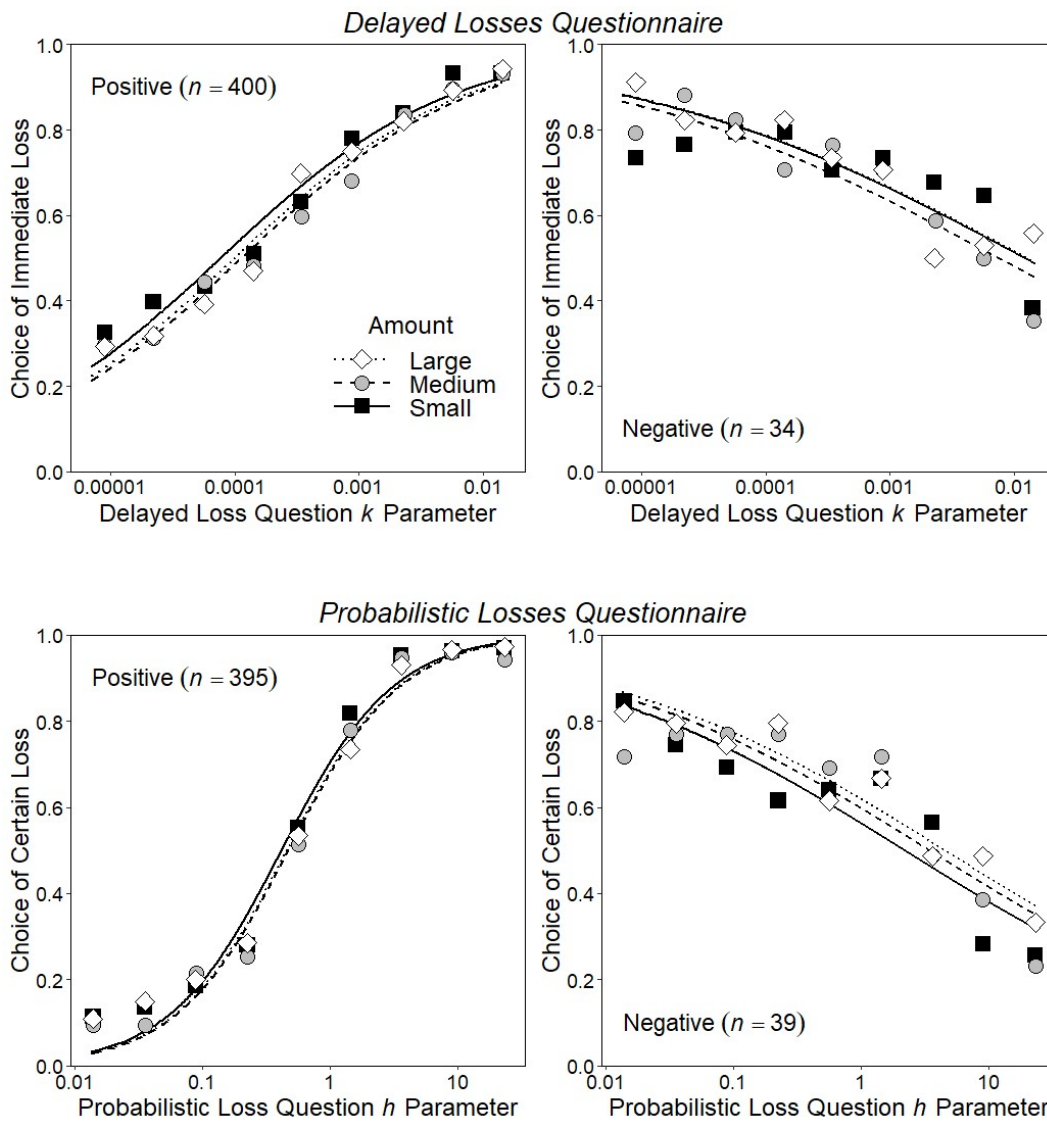 Delayed Losses Questionnaire
Choice of Immediate Loss
1.0
0.8
0.6
0.4
0.2
0.0
Positive (n = 400)
Amount
Large
Medium
Small
0.00001 0.0001 0.001 0.01
Delayed Loss Question k Parameter
Choice of Immediate Loss
1.0
0.8
0.6
0.4
0.2
0.0
Negative (n = 34)
0.00001 0.0001 0.001 0.01
Delayed Loss Question k Parameter
Probabilistic Losses Questionnaire
Choice of Certain Loss
1.0
0.8
0.6
0.4
0.2
0.0
Positive (n = 395)
0.01 0.1 1 10
Probabilistic Loss Question h Parameter
Choice of Certain Loss
1.0
0.8
0.6
0.4
0.2
0.0
Negative (n = 39)
0.01 0.1 1 10
Probabilistic Loss Question h Parameter